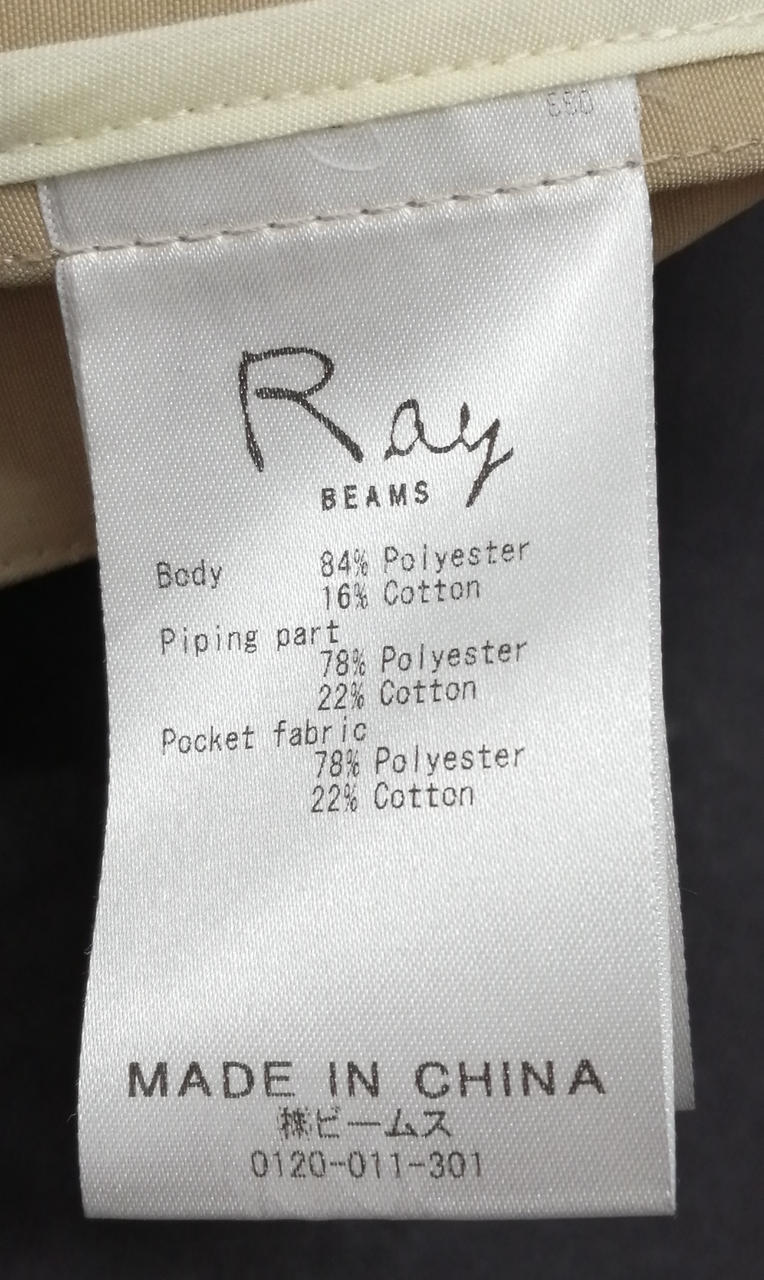 Ray
BEAMS
Body 84% Polyester
16% Cotton
Piping part
78% Polyester
22% Cotton
Pocket fabric
78% Polyester
22% Cotton
MADE IN CHINA
㈱ビームス
0120-011-301